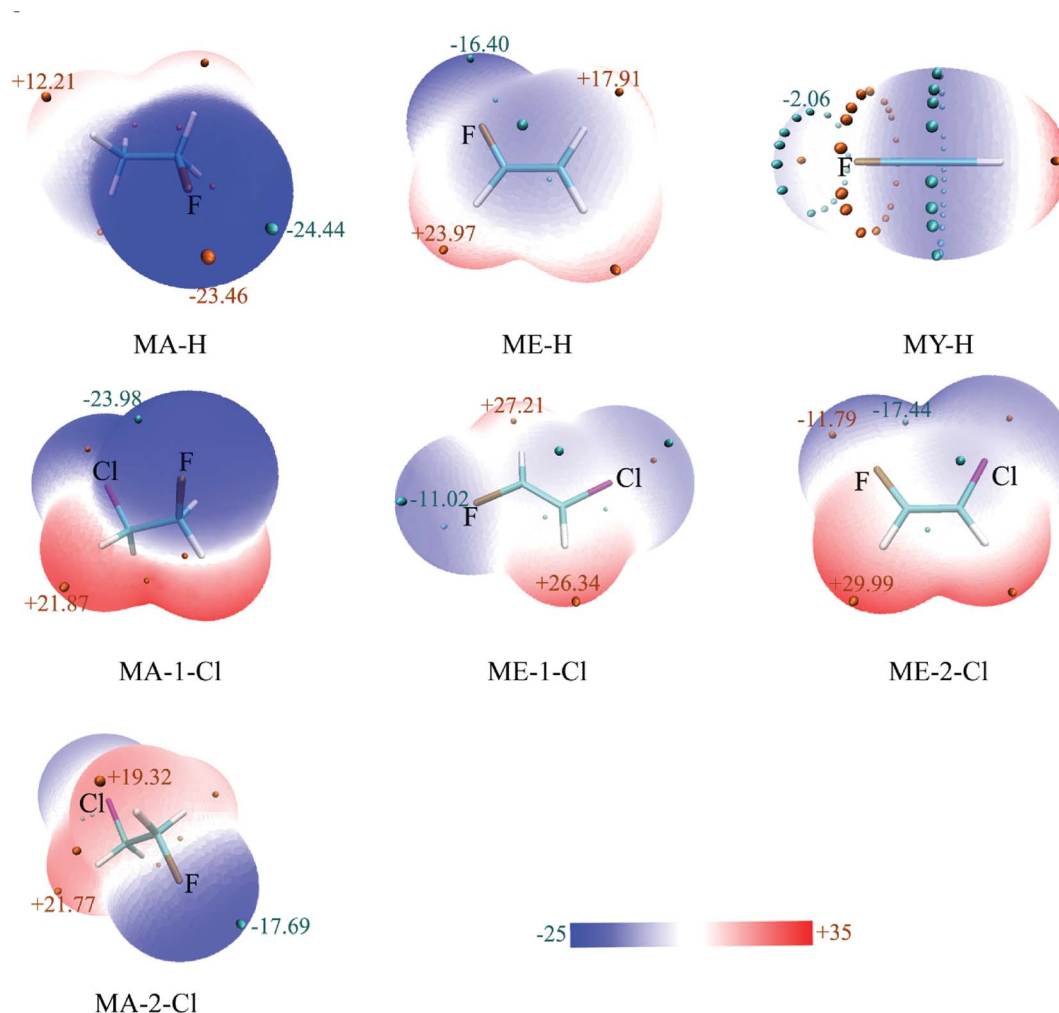 -16.40
+12.21
+17.91
-2.06
F
F
F
-24.44
+23.97
-23.46
MA-H
ME-H
MY-H
-23.98
+27.21
-11.79
-17.44
Cl
F
Cl
F
Cl
-11.02
F
+21.87
+26.34
+29.99
MA-1-Cl
ME-1-Cl
ME-2-Cl
+19.32
Cl
F
+21.77
-17.69
-25
+35
MA-2-Cl